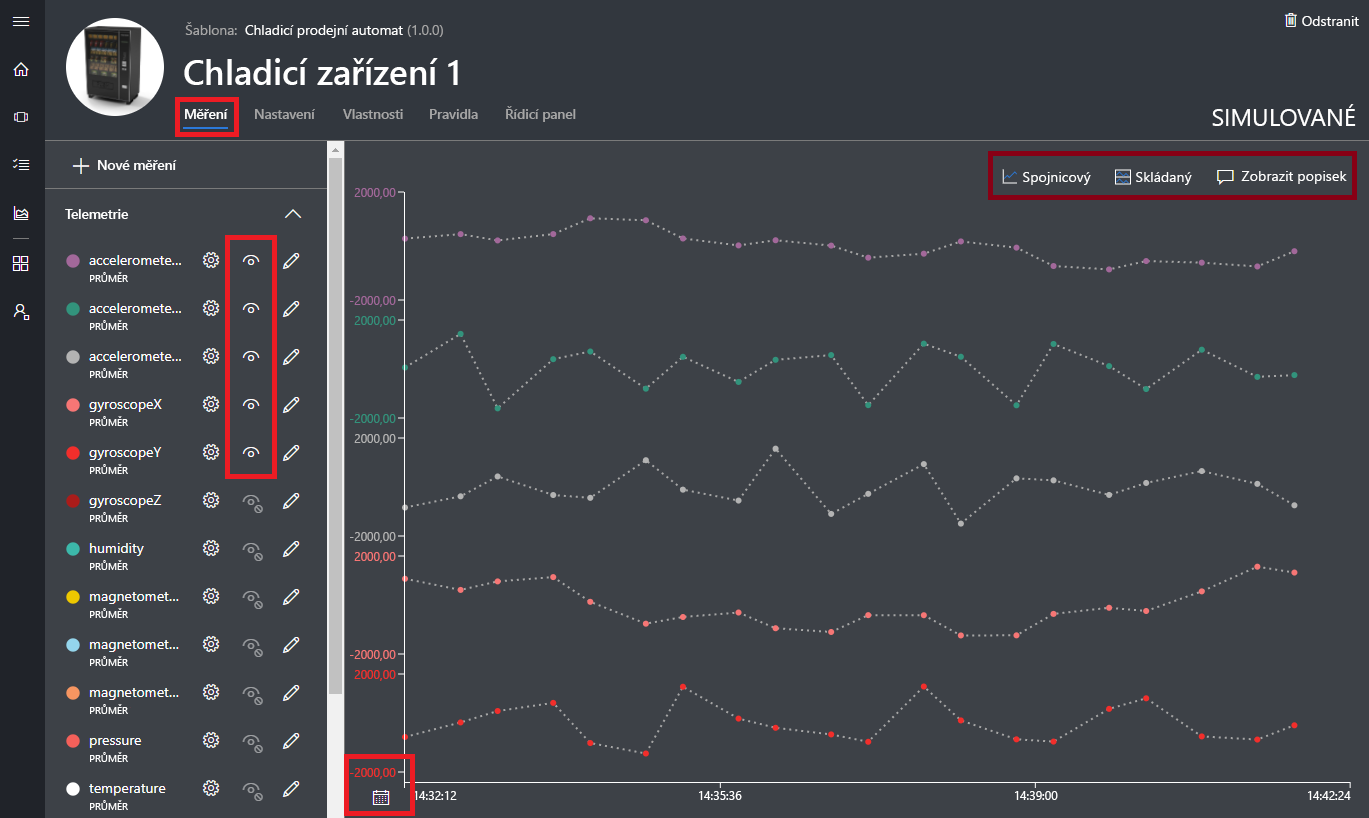 Šablona: Chladicí prodejní automat (1.0.0)
Odstranit
Chladicí zařízení 1
Měření
Nastavení
Vlastnosti
Pravidla
Řídicí panel
SIMULOVANÉ
Nové měření
Spojnicový
Skládaný
Zobrazit popisek
Telemetrie
acceleromete...
PRŮMĚR
acceleromete...
PRŮMĚR
acceleromete...
PRŮMĚR
gyroscopeX
PRŮMĚR
gyroscopeY
PRŮMĚR
gyroscopeZ
PRŮMĚR
humidity
PRŮMĚR
magnetomet...
PRŮMĚR
magnetomet...
PRŮMĚR
magnetomet...
PRŮMĚR
pressure
PRŮMĚR
temperature
PRŮMĚR
2000,00
-2000,00
2000,00
-2000,00
2000,00
-2000,00
2000,00
-2000,00
2000,00
-2000,00
14:32:12
14:35:36
14:39:00
14:42:24